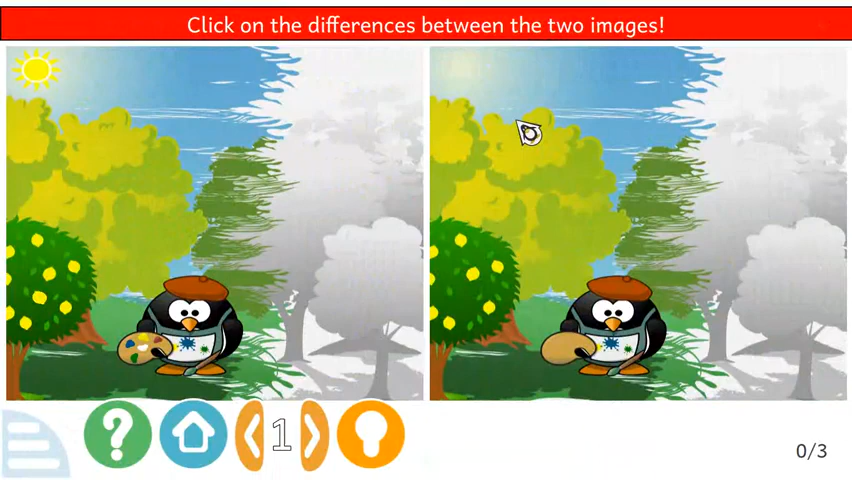 Click on the differences between the two images!
?
1
0/3